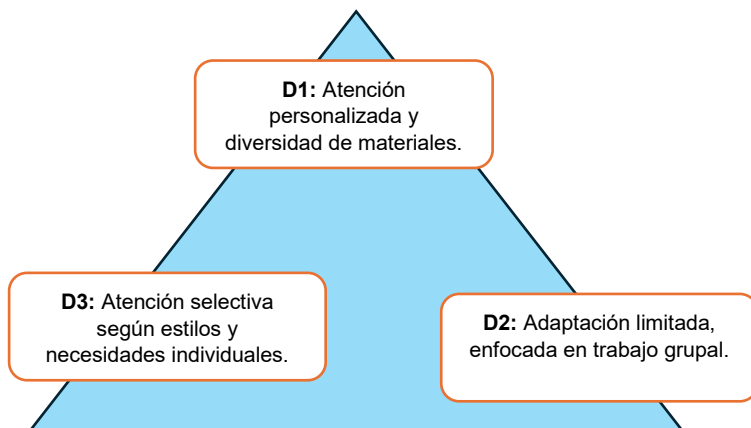 D1: Atención
personalizada y
diversidad de materiales.
D3: Atención selectiva
según estilos y
necesidades individuales.
D2: Adaptación limitada,
enfocada en trabajo grupal.